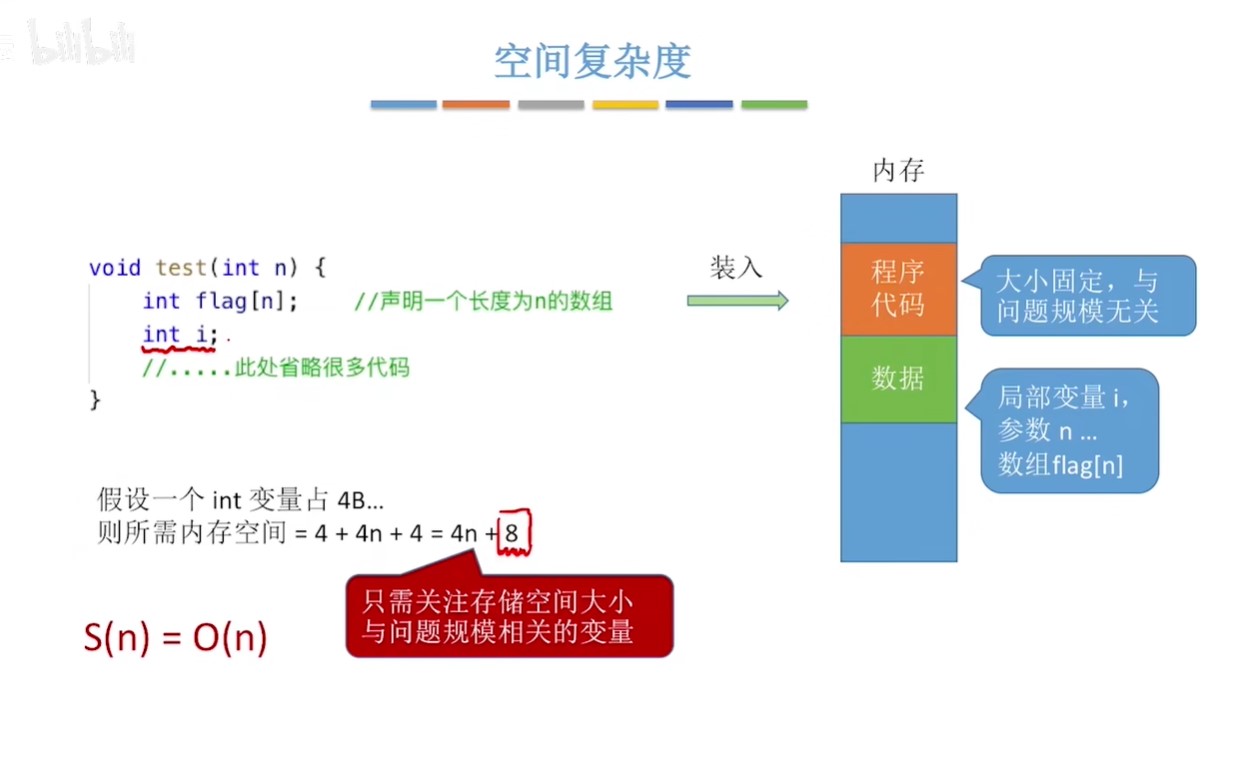 bilibili
空间复杂度
内存
void test(int n) {
int flag[n]; //声明一个长度为n的数组
int i;
//.....此处省略很多代码
}
装入
程序
代码
大小固定，与
问题规模无关
数据
局部变量 i，
参数 n ...
数组flag[n]
假设一个 int 变量占 4B...
则所需内存空间 = 4 + 4n + 4 = 4n + 8
只需关注存储空间大小
与问题规模相关的变量
S(n) = O(n)